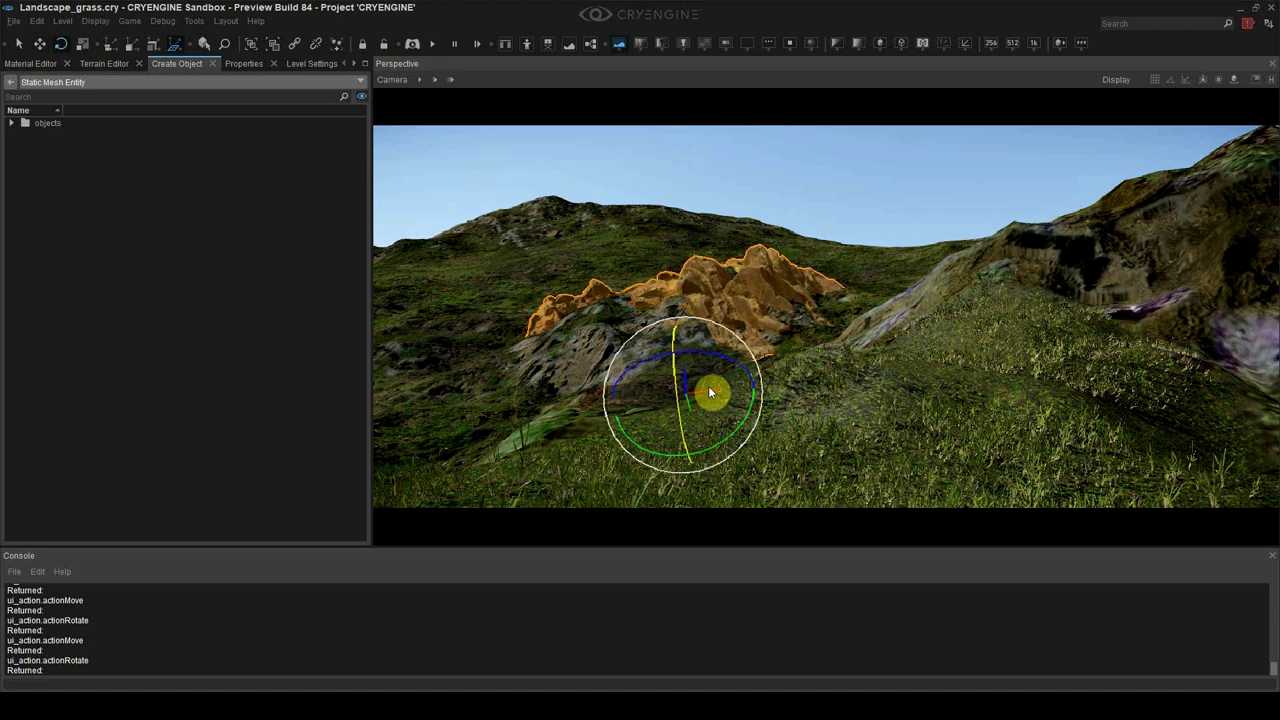 Landscape_grass.cry - CRYENGINE Sandbox - Preview Build 84 - Project 'CRYENGINE'
CRYENGINE
File Edit Level Display Game Debug Tools Layout Help
Search
256 512 1k
Material Editor Terrain Editor Create Object Properties Level Settings
Perspective
Static Mesh Entity
Camera
Display
Search
Name
objects
Console
File Edit Help
Returned:
ui_action.actionMove
Returned:
ui_action.actionRotate
Returned:
ui_action.actionMove
Returned:
ui_action.actionRotate
Returned: